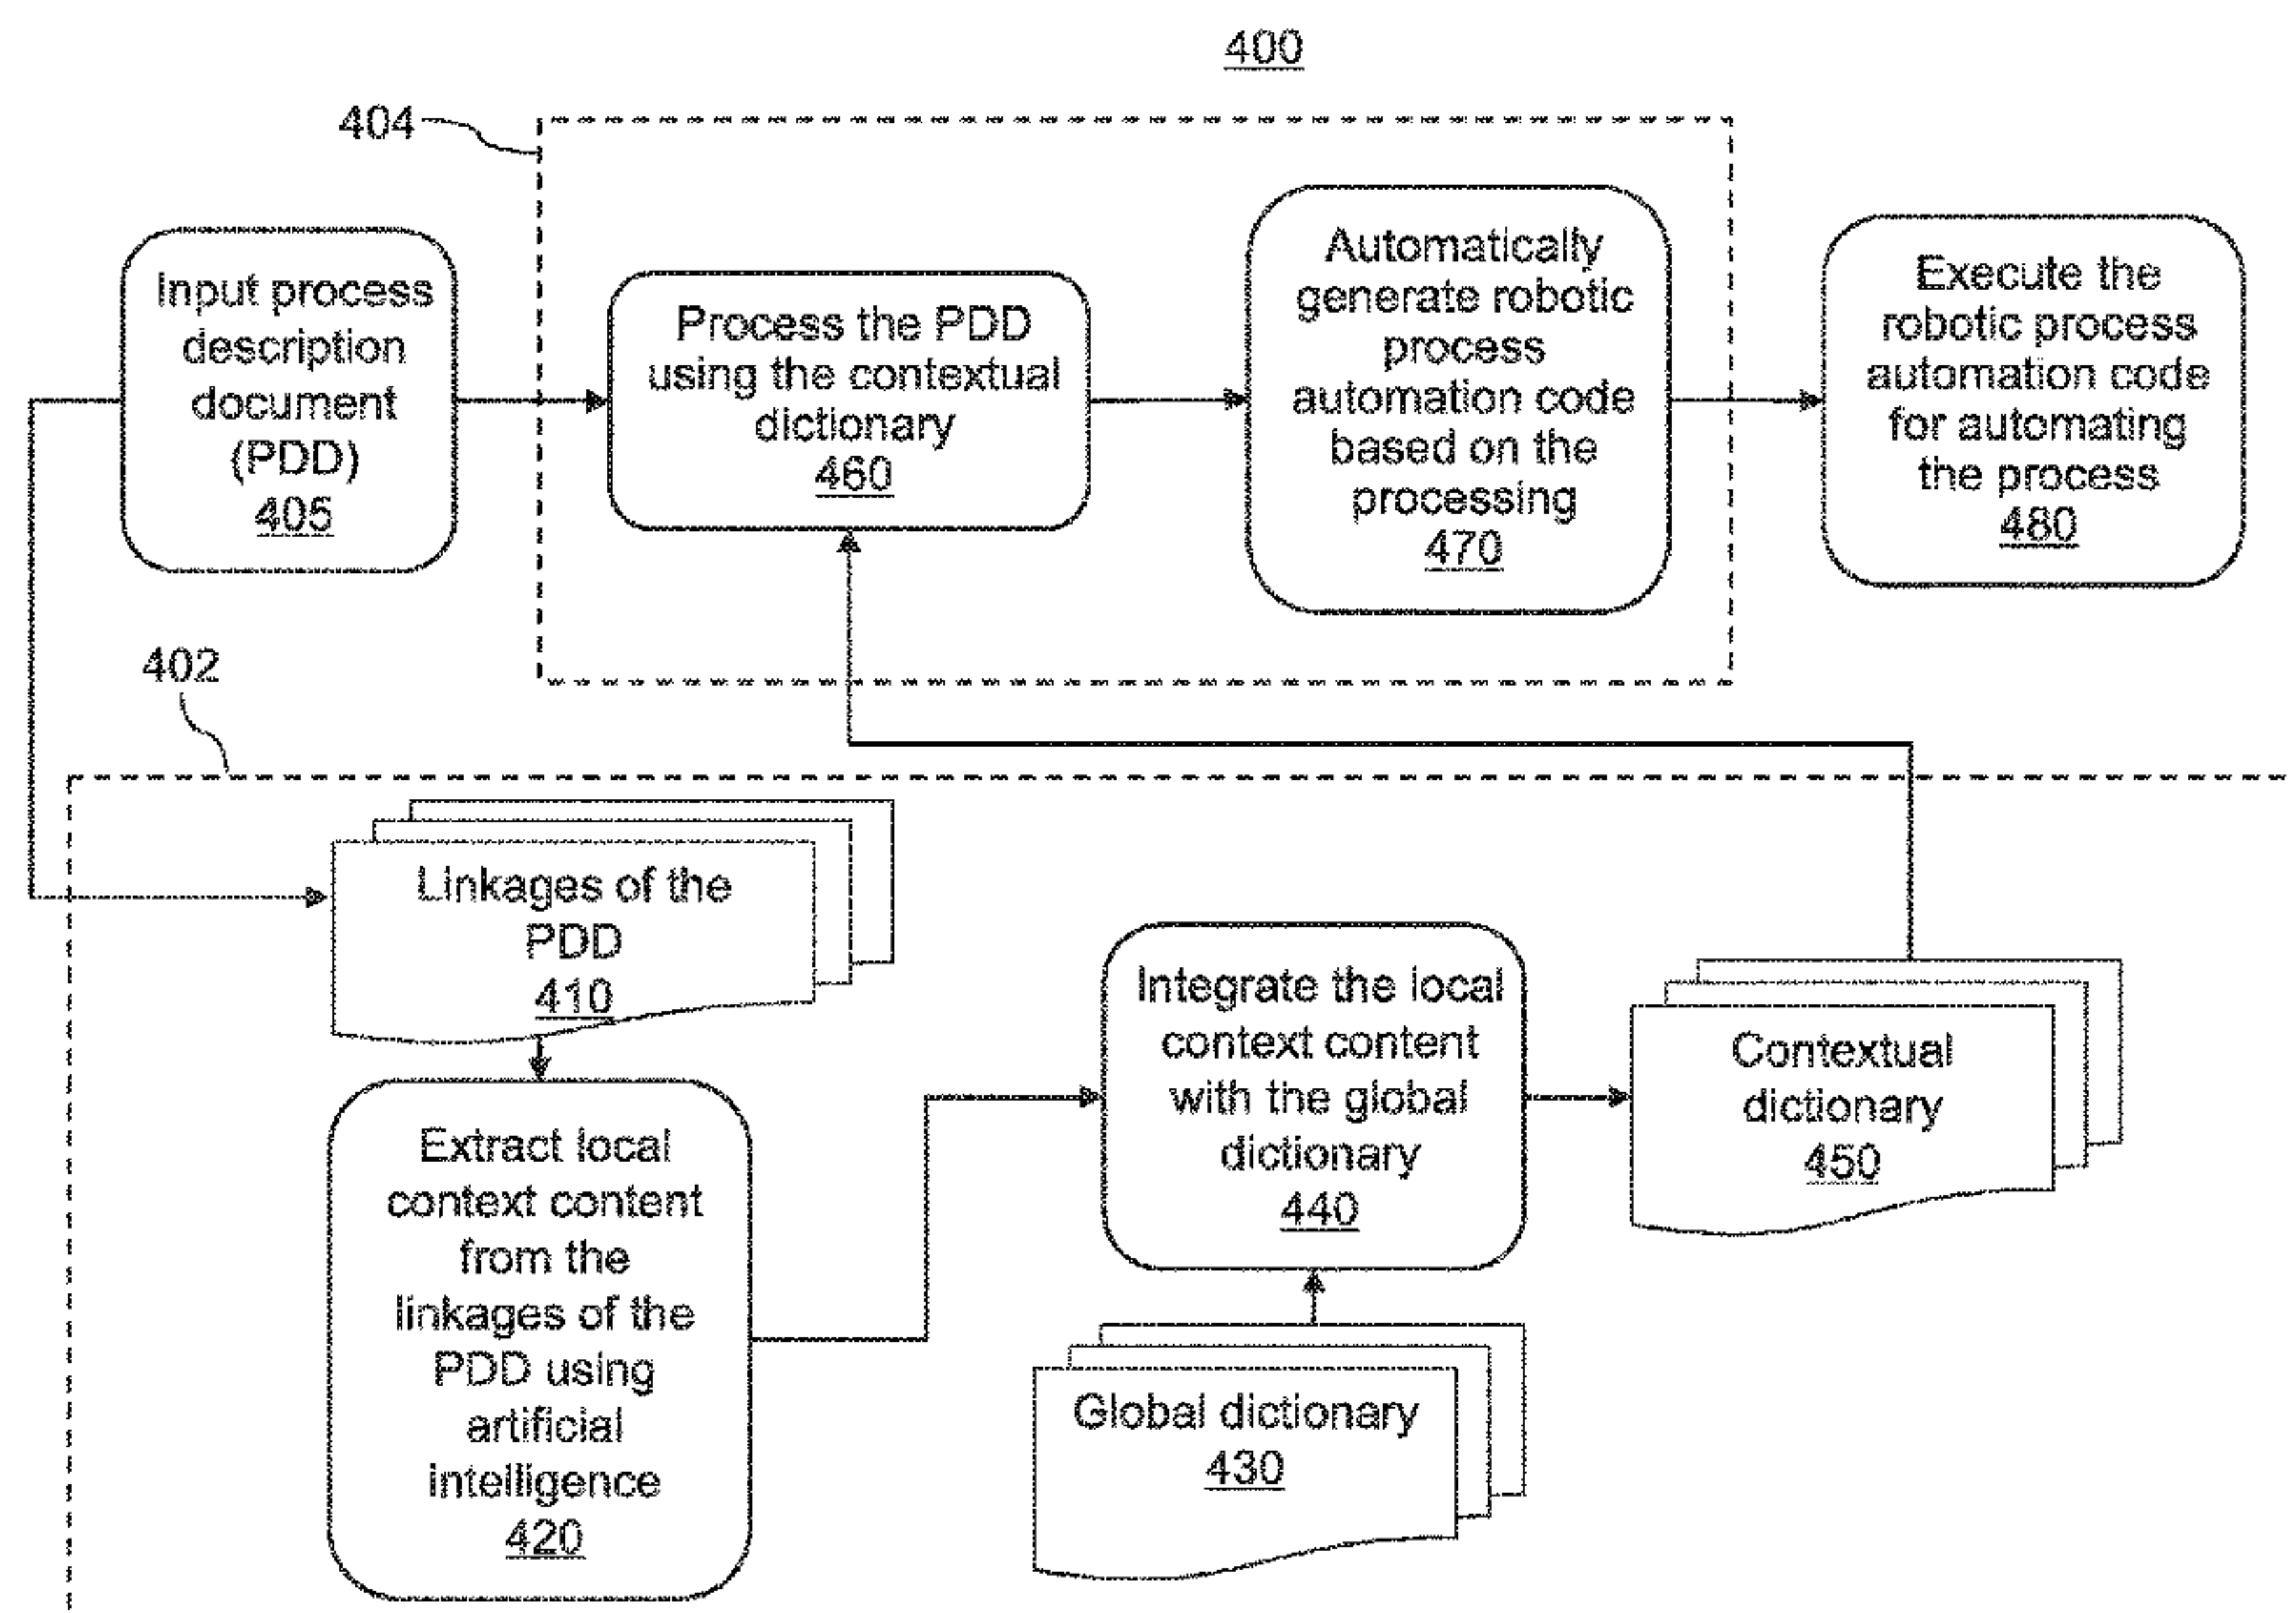 400
404
Input process
description
document
(PDD)
405
Process the PDD
using the contextual
dictionary
460
Automatically
generate robotic
process
automation code
based on the
processing
470
Execute the
robotic process
automation code
for automating
the process
480
402
Linkages of the
PDD
410
Extract local
context content
from the
linkages of the
PDD using
artificial
intelligence
420
Integrate the local
context content
with the global
dictionary
440
Global dictionary
430
Contextual
dictionary
450